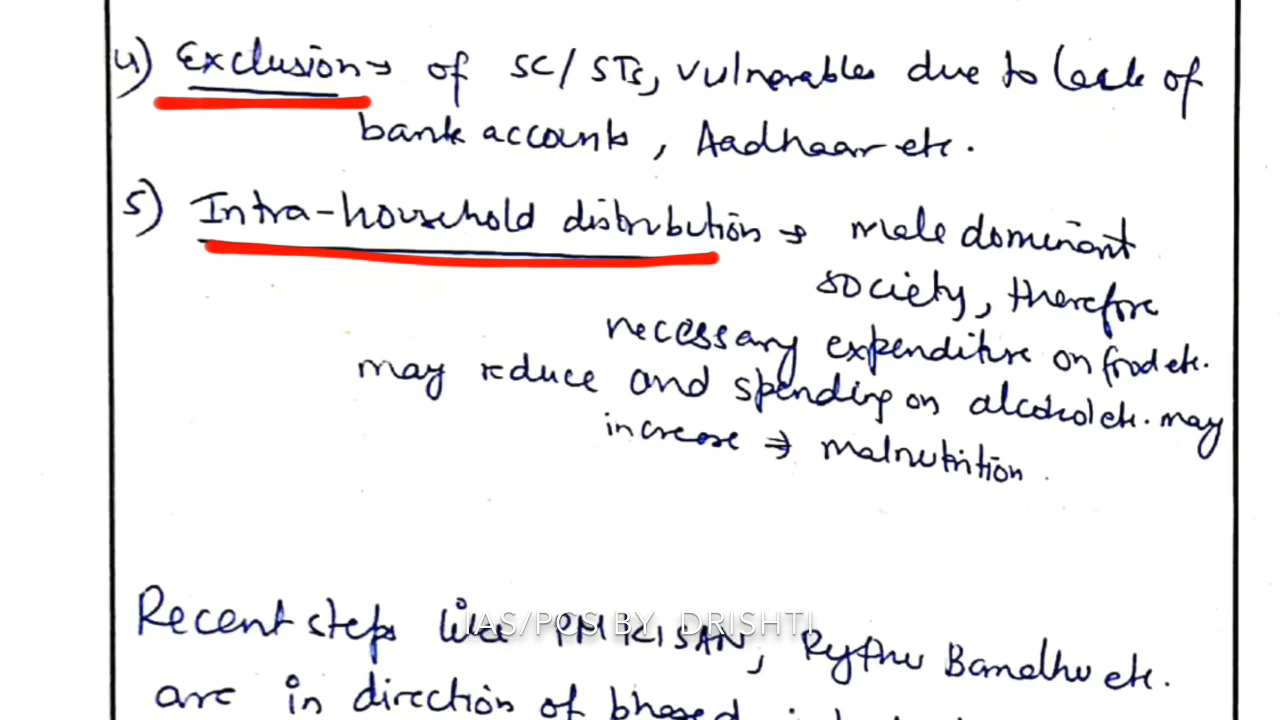 4) Exclusion → of SC/STs, vulnerables due to lack of
bank accounts, Aadhaar etc.
5) Intra-household distribution → male dominant
society, therefore
necessary expenditure on food etc.
may reduce and spending on alcohol etc. may
increase ⇒ malnutrition.
Recent steps like PM KISAN, Rythu Bandhu etc.
IAS/PCS BY DRISHTI
are in direction of phased